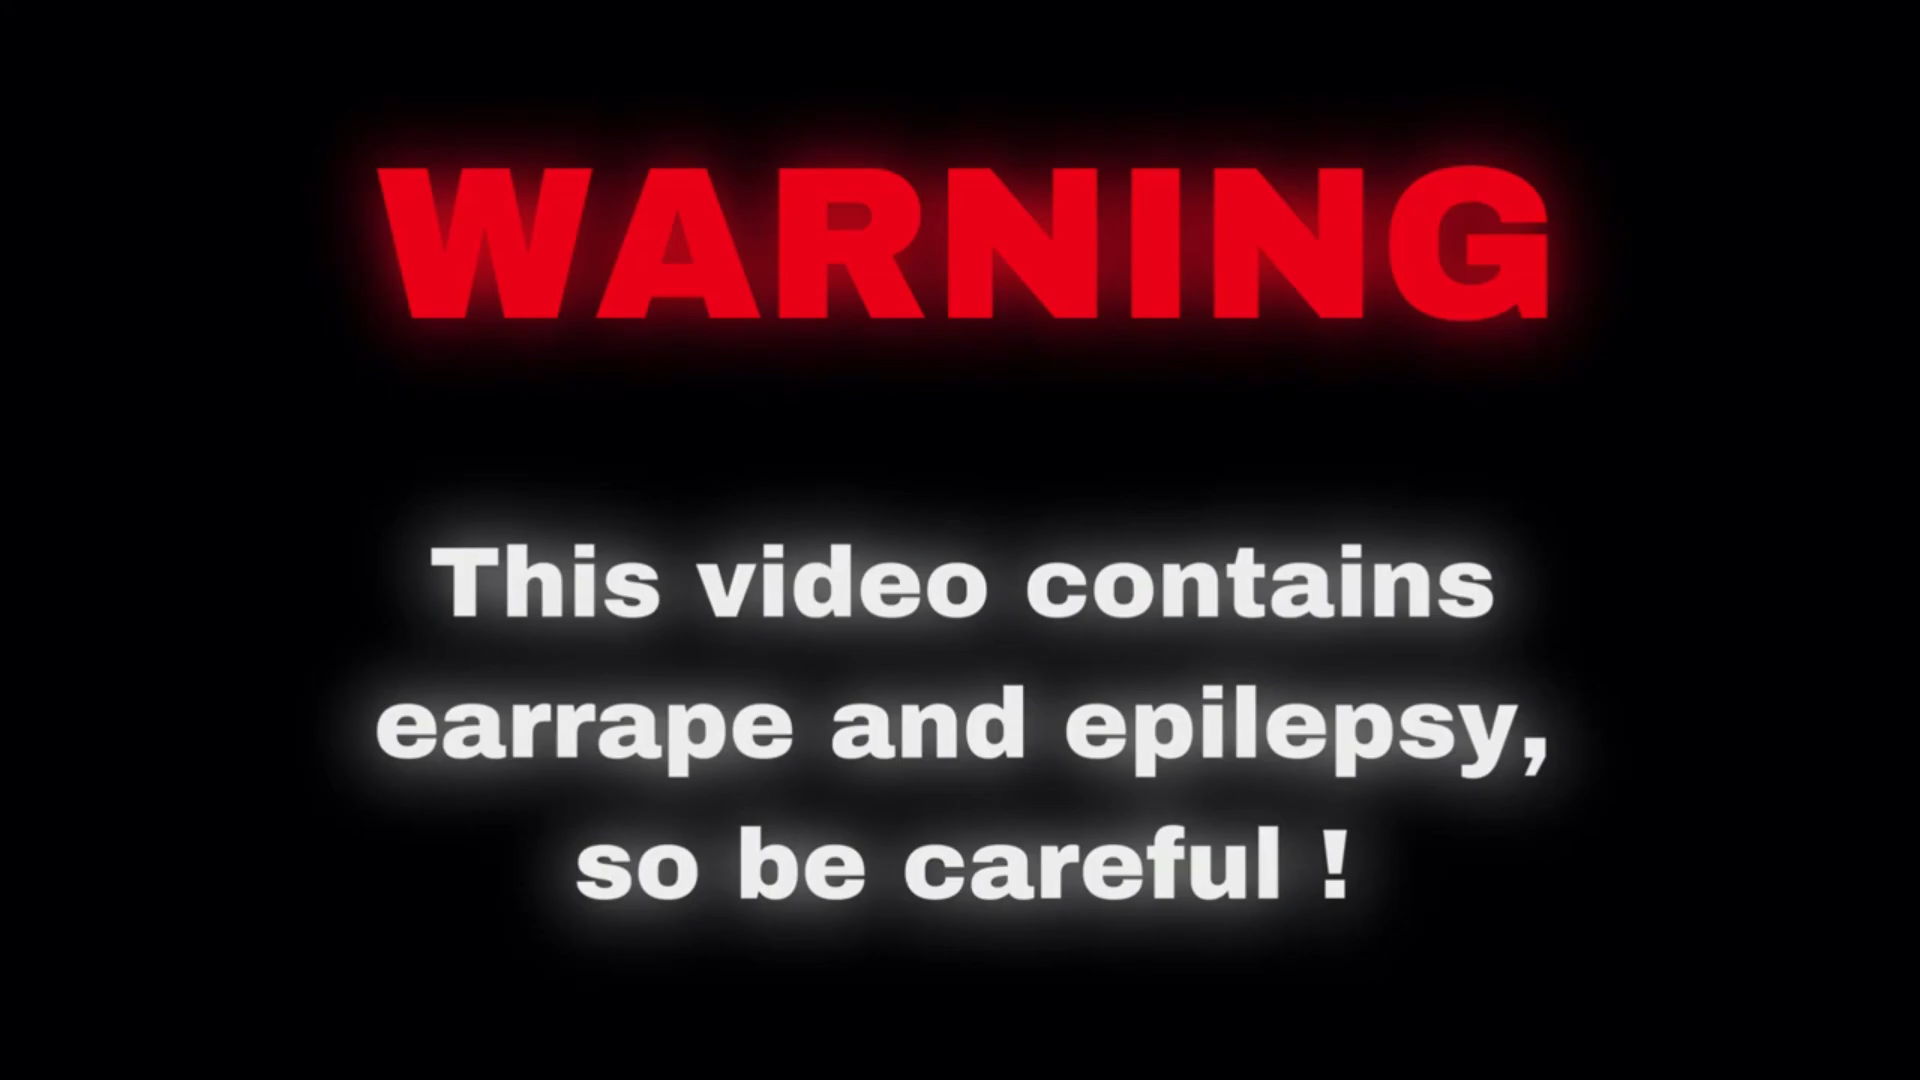 WARNING
This video contains
earrape and epilepsy,
so be careful !